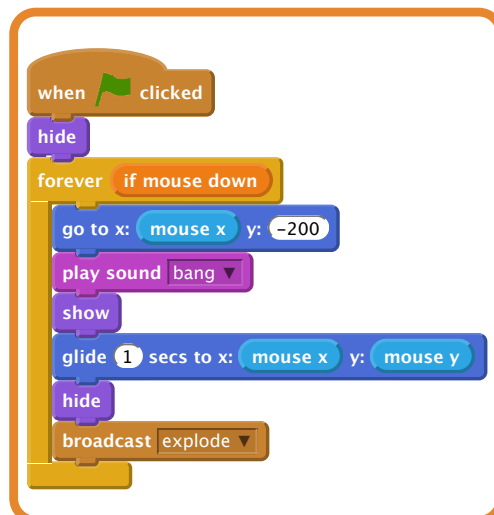 when clicked
hide
forever if mouse down
go to x: mouse x y: -200
play sound bang
show
glide 1 secs to x: mouse x y: mouse y
hide
broadcast explode